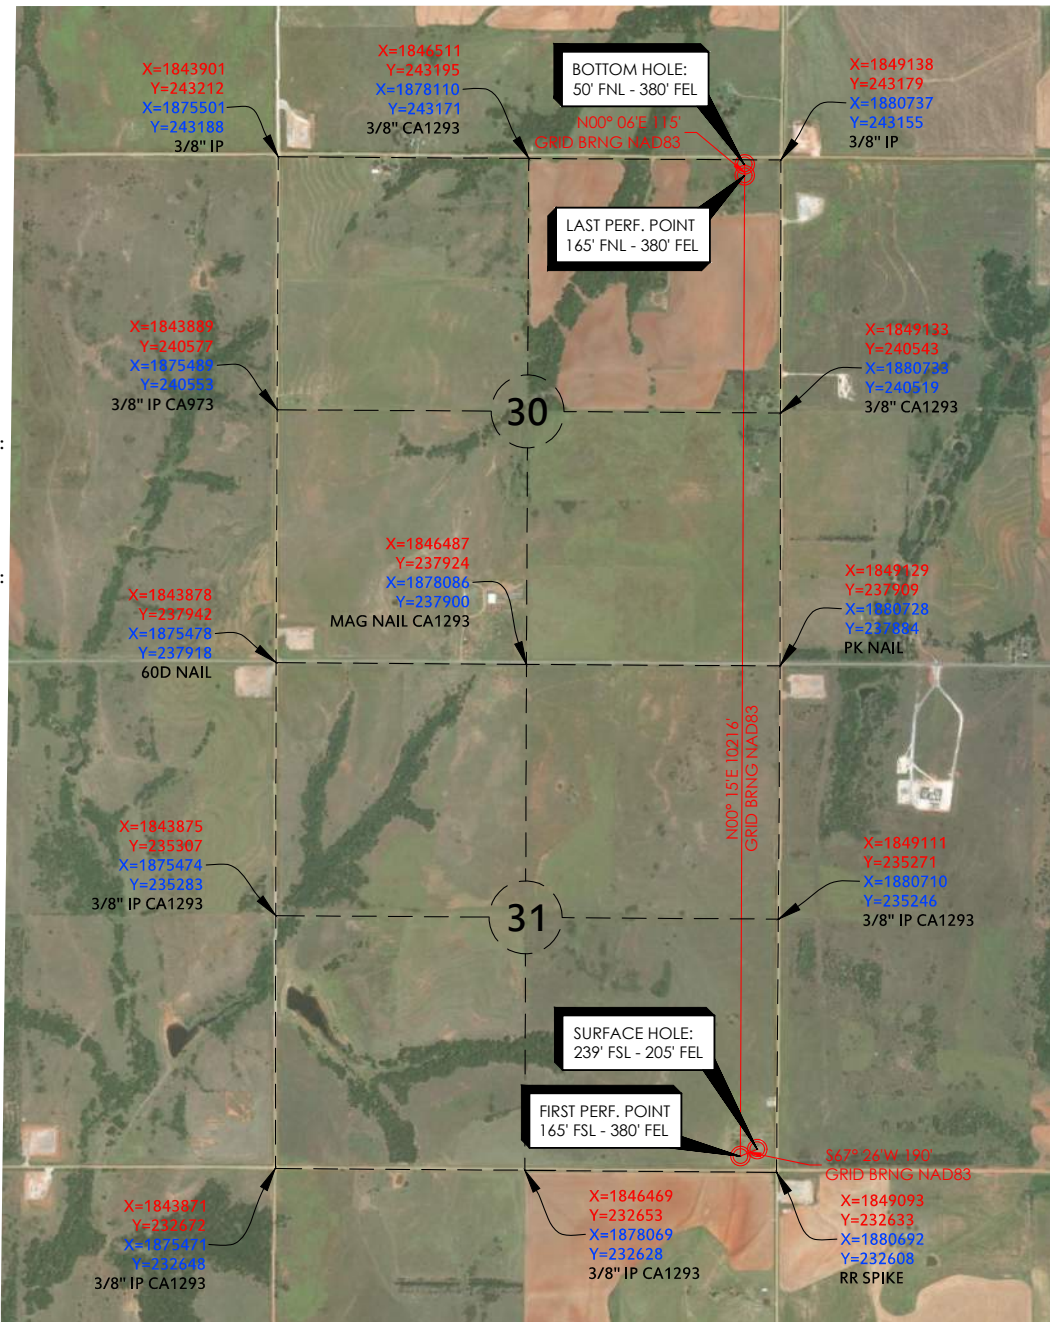 X=1843901
Y=243212
X=1875501
Y=243188
3/8" IP
X=1846511
Y=243195
X=1878110
Y=243171
3/8" CA1293
BOTTOM HOLE:
50' FNL - 380' FEL
N00° 06'E 115'
GRID BRNG NAD83
X=1849138
Y=243179
X=1880737
Y=243155
3/8" IP
LAST PERF. POINT
165' FNL - 380' FEL
X=1843889
Y=240577
X=1875489
Y=240553
3/8" IP CA973
30
X=1849133
Y=240543
X=1880733
Y=240519
3/8" CA1293
:
:
X=1846487
Y=237924
X=1878086
Y=237900
MAG NAIL CA1293
X=1843878
Y=237942
X=1875478
Y=237918
60D NAIL
X=1849129
Y=237909
X=1880728
Y=237884
PK NAIL
N00° 15'E 10216'
GRID BRNG NAD83
X=1843875
Y=235307
X=1875474
Y=235283
3/8" IP CA1293
31
X=1849111
Y=235271
X=1880710
Y=235246
3/8" IP CA1293
SURFACE HOLE:
239' FSL - 205' FEL
FIRST PERF. POINT
165' FSL - 380' FEL
S67° 26'W 190'
GRID BRNG NAD83
X=1843871
Y=232672
X=1875471
Y=232648
3/8" IP CA1293
X=1846469
Y=232653
X=1878069
Y=232628
3/8" IP CA1293
X=1849093
Y=232633
X=1880692
Y=232608
RR SPIKE